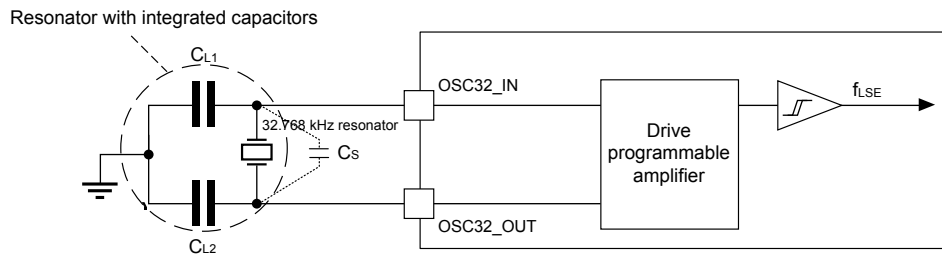 Resonator with integrated capacitors
CL1
OSC32_IN
fLSE
32.768 kHz resonator
CS
Drive
programmable
amplifier
OSC32_OUT
CL2